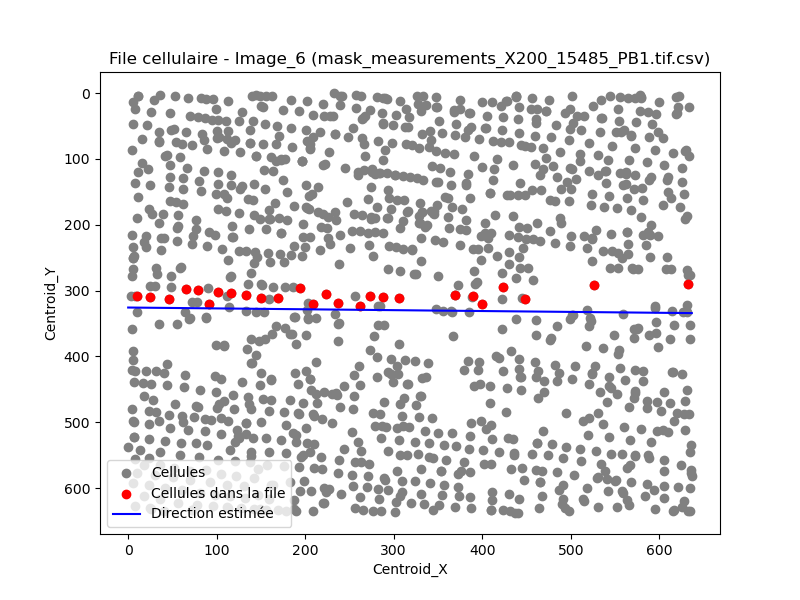 File cellulaire - Image_6 (mask_measurements_X200_15485_PB1.tif.csv)
Centroid_Y
0
100
200
300
400
500
600
Cellules
Cellules dans la file
Direction estimée
0 100 200 300 400 500 600
Centroid_X